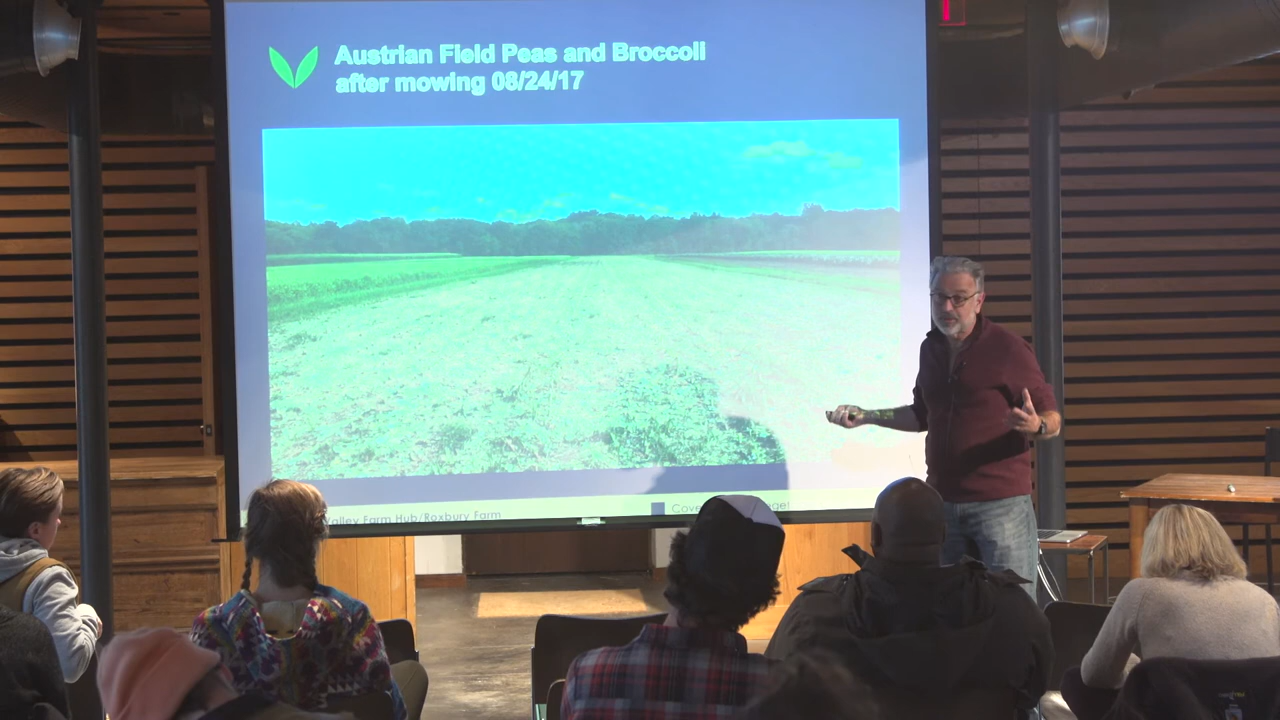 Austrian Field Peas and Broccoli
after mowing 08/24/17
Valley Farm Hub/Roxbury Farm